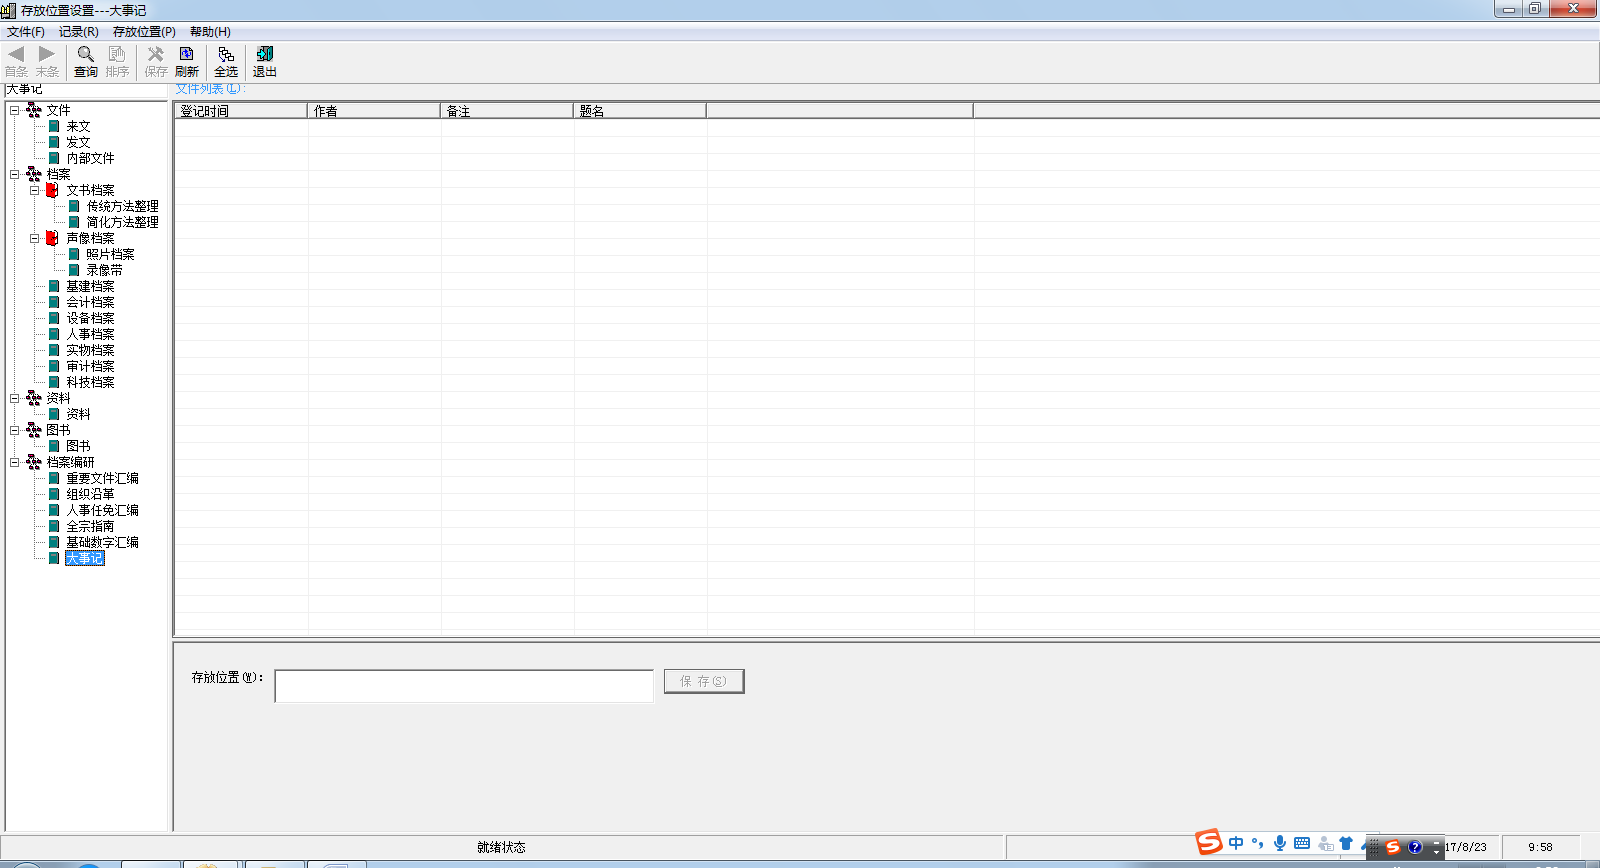 存放位置设置---大事记
文件(F) 记录(R) 存放位置(P) 帮助(H)
首条 末条 查询 排序 保存 刷新 全选 退出
大事记
文件列表(L):
登记时间 作者 备注 题名
文件
来文
发文
内部文件
档案
文书档案
传统方法整理
简化方法整理
声像档案
照片档案
录像带
基建档案
会计档案
设备档案
人事档案
实物档案
审计档案
科技档案
资料
资料
图书
图书
档案编研
重要文件汇编
组织沿革
人事任免汇编
全宗指南
基础数字汇编
大事记
存放位置(W):
保 存(S)
就绪状态
中
17/8/23
9:58